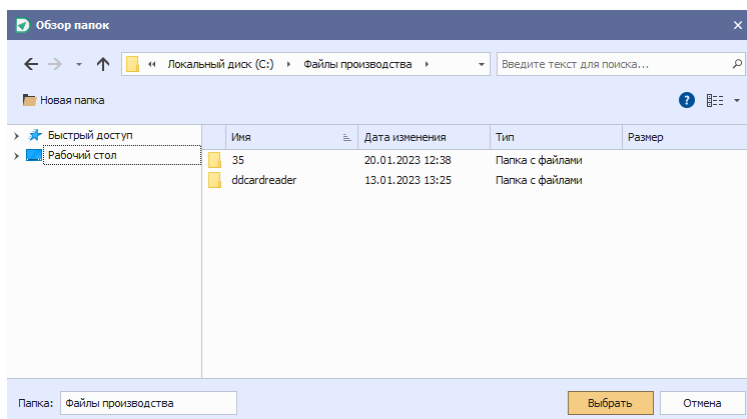 Обзор папок
Локальный диск (C:) Файлы производства Введите текст для поиска...
Новая папка
Быстрый доступ Имя Дата изменения Тип Размер
Рабочий стол 35 20.01.2023 12:38 Папка с файлами
ddcardreader 13.01.2023 13:25 Папка с файлами
Папка: Файлы производства Выбрать Отмена